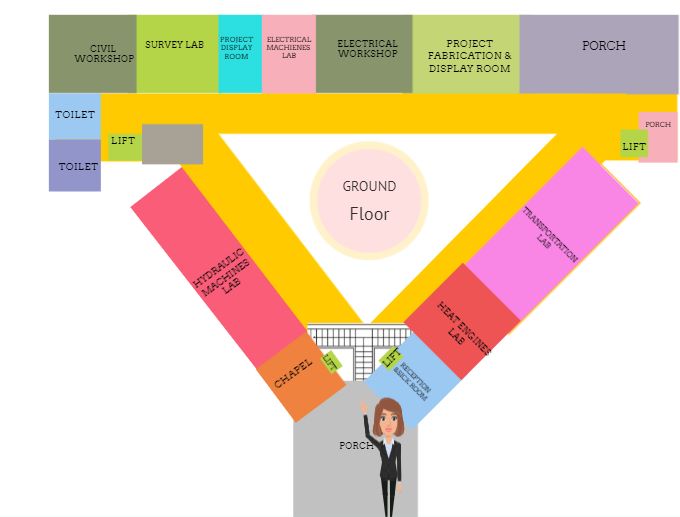 CIVIL
WORKSHOP
SURVEY LAB
PROJECT
DISPLAY
ROOM
ELECTRICAL
MACHIENES
LAB
ELECTRICAL
WORKSHOP
PROJECT
FABRICATION &
DISPLAY ROOM
PORCH
TOILET
TOILET
LIFT
PORCH
LIFT
GROUND
Floor
HYDRAULIC
MACHINES
LAB
TRANSPORTATION
LAB
HEAT ENGINES
LAB
CHAPEL
LIFT
LIFT
RECEPTION
&SICK ROOM
PORCH